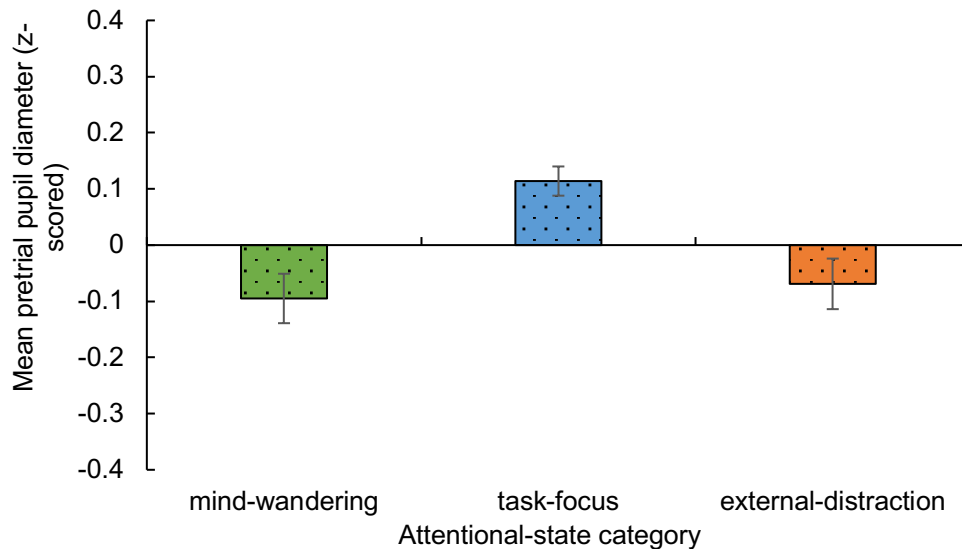 Mean pretrial pupil diameter (z-
scored)
0.4
0.3
0.2
0.1
0
-0.1
-0.2
-0.3
-0.4
mind-wandering task-focus external-distraction
Attentional-state category